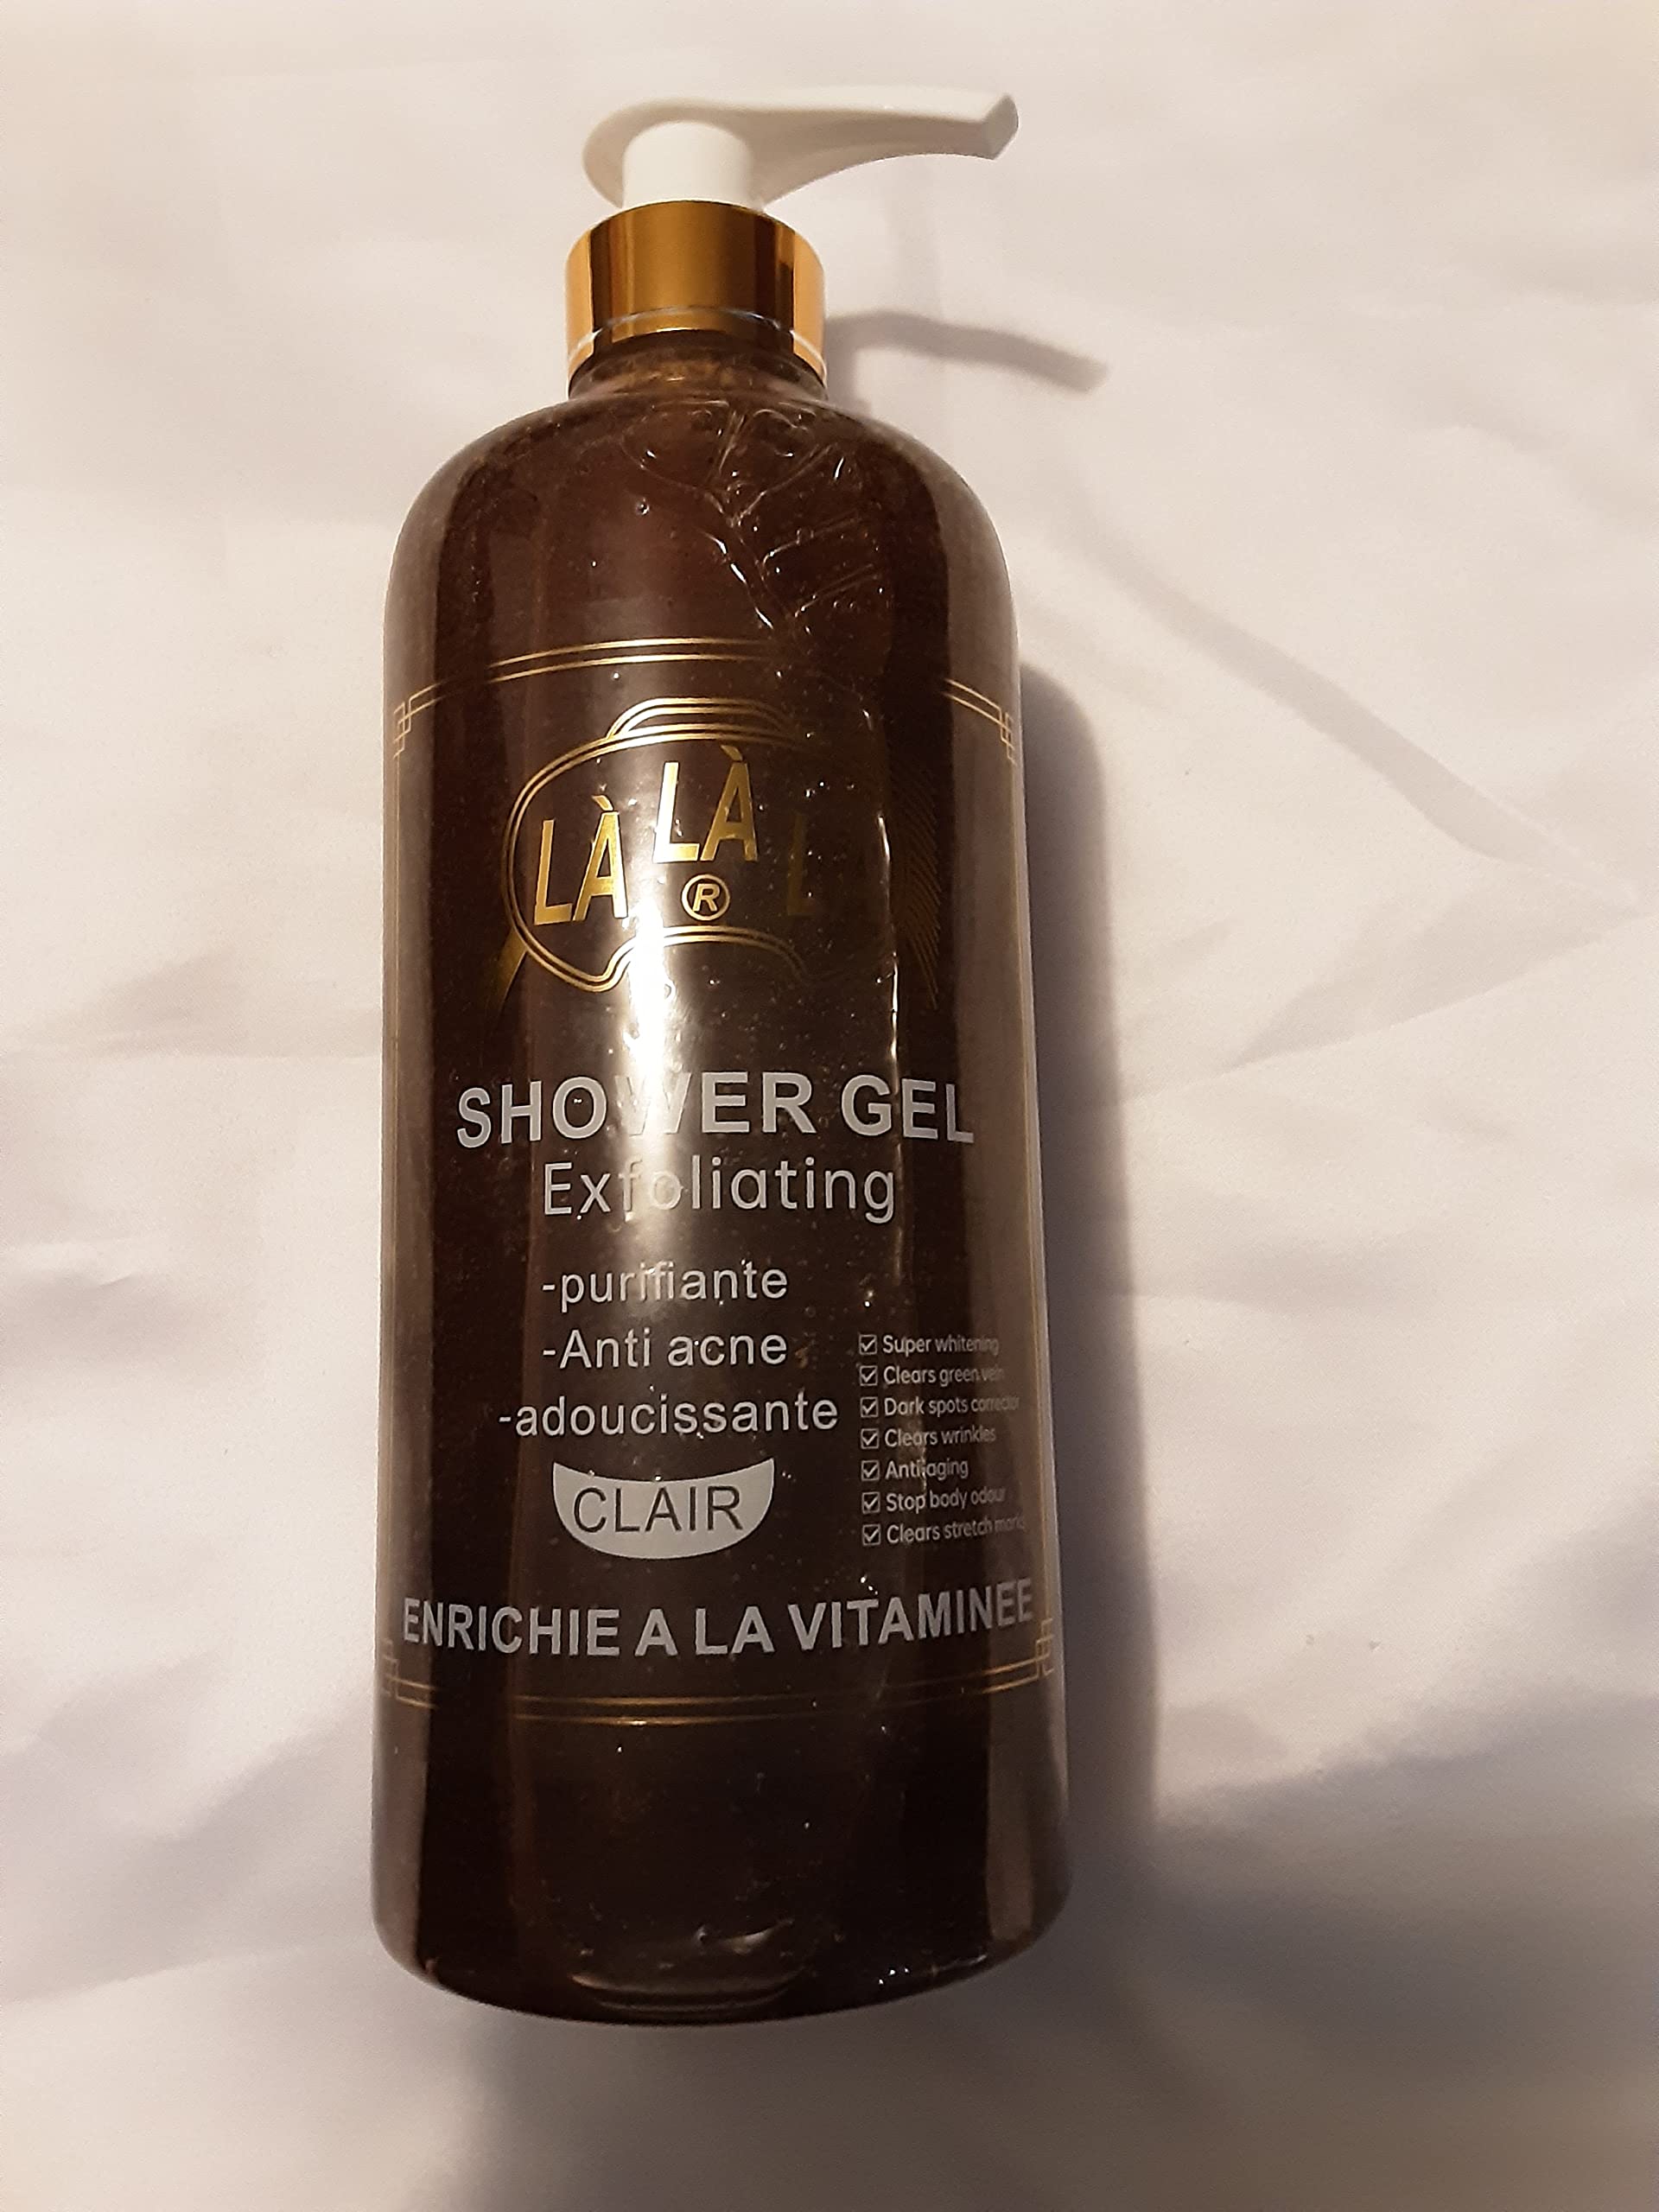 LÀ LÀ LA
®
SHOWER GEL
Exfoliating
-purifiante
-Anti acne
-adoucissante
CLAIR
☑ Super whitening
☑ Clears green vein
☑ Dark spots corrector
☑ Clears wrinkles
☑ Anti aging
☑ Stop body odour
☑ Clears stretch marks
ENRICHIE A LA VITAMINEE